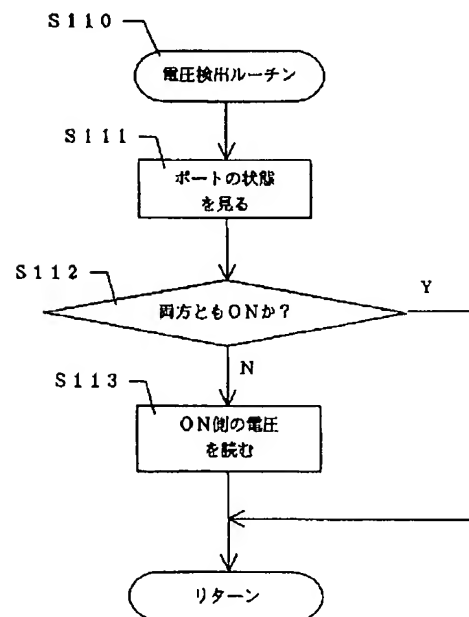 S110
電圧検出ルーチン
S111
ポートの状態
を見る
S112
両方ともONか?
Y
N
S113
ON側の電圧
を読む
リターン